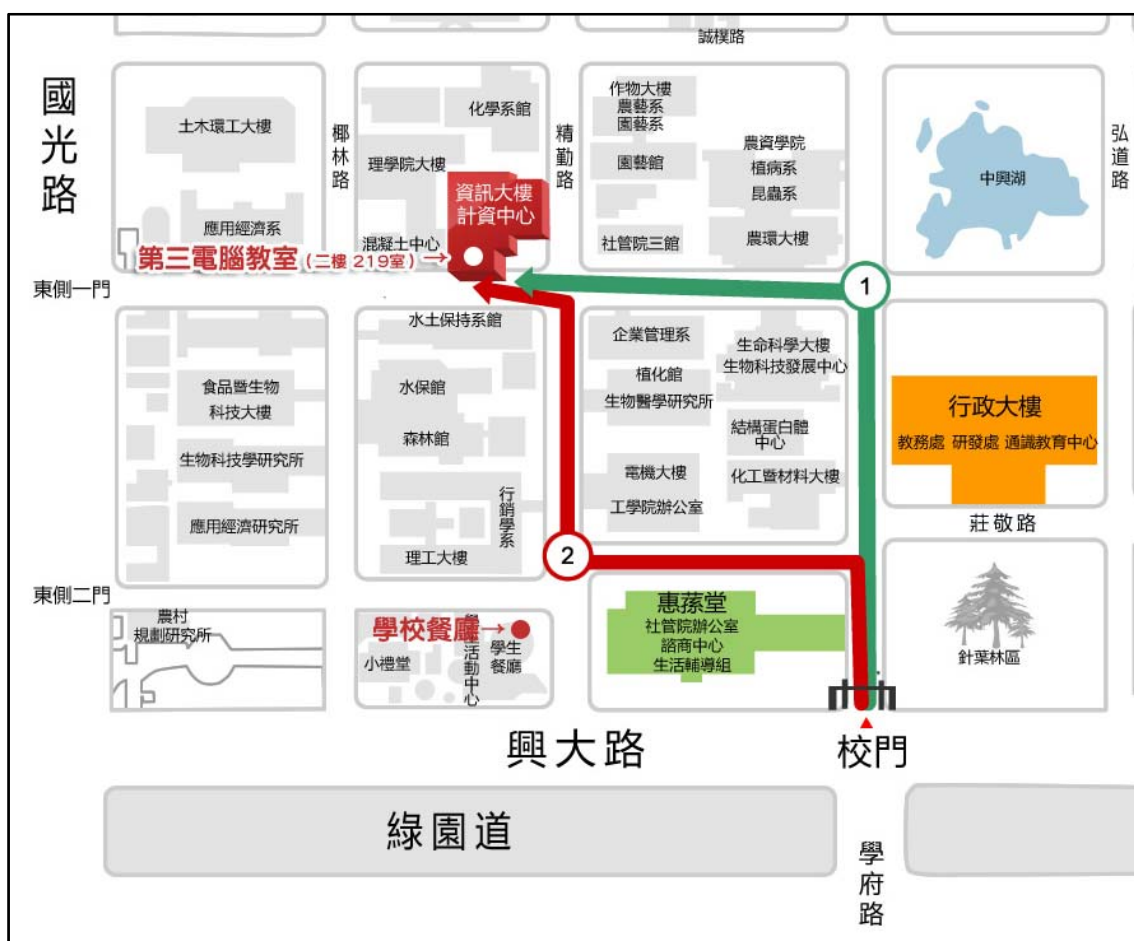 誠樸路
國光路
土木環工大樓
應用經濟系
椰林路
化學系館
理學院大樓
資訊大樓
計資中心
混凝土中心
第三電腦教室(二樓 219室)→
精勤路
作物大樓
農藝系
園藝系
園藝館
社管院三館
農資學院
植病系
昆蟲系
農環大樓
中興湖
弘道路
1
東側一門
食品暨生物
科技大樓
生物科技學研究所
應用經濟研究所
水土保持系館
水保館
森林館
行銷學系
理工大樓
企業管理系
植化館
生物醫學研究所
電機大樓
工學院辦公室
生命科學大樓
生物科技發展中心
結構蛋白體
中心
化工暨材料大樓
行政大樓
教務處 研發處 通識教育中心
莊敬路
2
東側二門
農村
規劃研究所
學校餐廳→
小禮堂
學生活動中心
學生
餐廳
惠蓀堂
社管院辦公室
諮商中心
生活輔導組
針葉林區
興大路
校門
綠園道
學府路